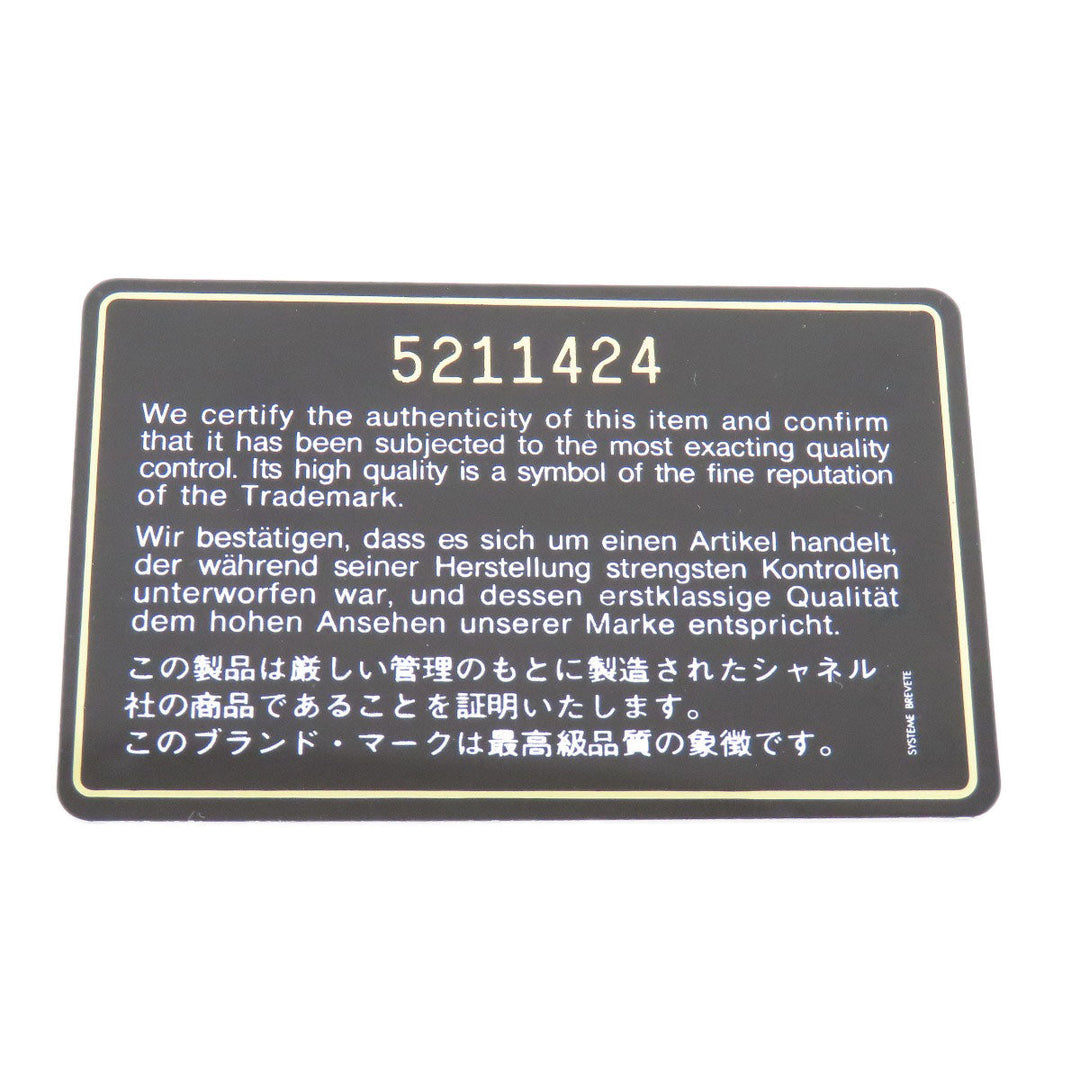 5211424
We certify the authenticity of this item and confirm
that it has been subjected to the most exacting quality
control. Its high quality is a symbol of the fine reputation
of the Trademark.
Wir bestätigen, dass es sich um einen Artikel handelt,
der während seiner Herstellung strengsten Kontrollen
unterworfen war, und dessen erstklassige Qualität
dem hohen Ansehen unserer Marke entspricht.
この製品は厳しい管理のもとに製造されたシャネル
社の商品であることを証明いたします。
このブランド・マークは最高級品質の象徴です。
SYSTEME BREVETE